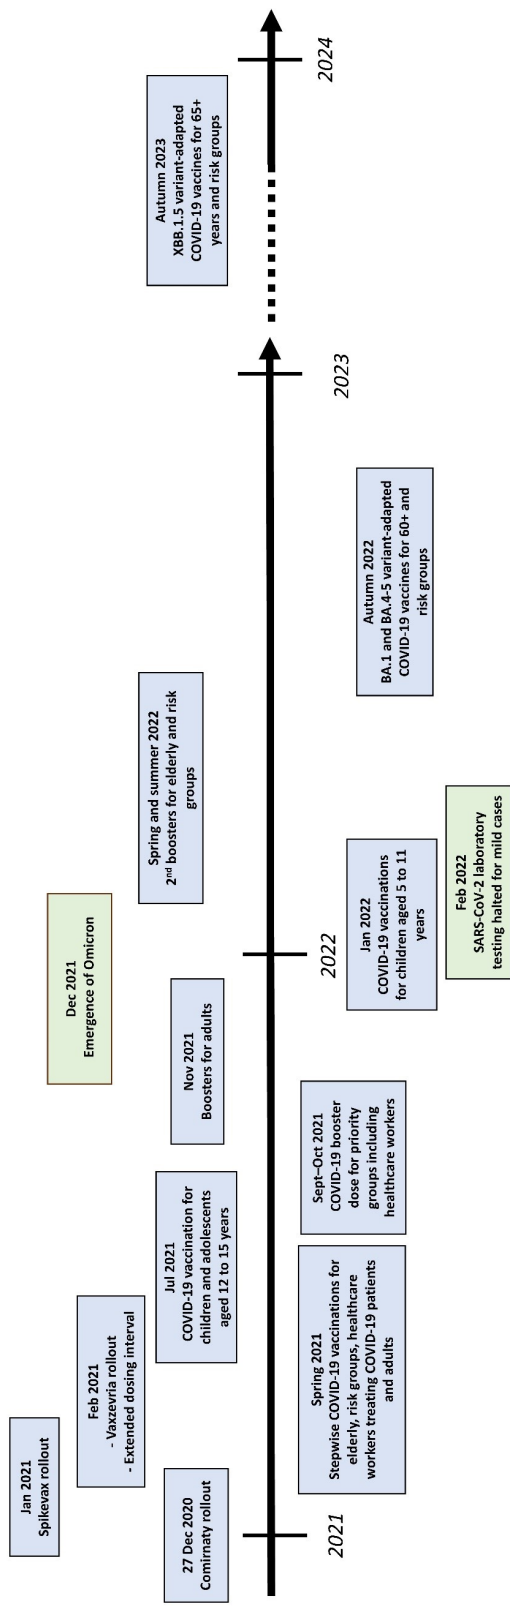 27 Dec 2020
Comirnaty rollout
Jan 2021
Spikevax rollout
Feb 2021
- Vaxzevria rollout
- Extended dosing interval
Spring 2021
Stepwise COVID-19 vaccinations for
elderly, risk groups, healthcare
workers treating COVID-19 patients
and adults
Jul 2021
COVID-19 vaccination for
children and adolescents
aged 12 to 15 years
Sept–Oct 2021
COVID-19 booster
dose for priority
groups including
healthcare workers
Nov 2021
Boosters for adults
Dec 2021
Emergence of Omicron
Jan 2022
COVID-19 vaccinations
for children aged 5 to 11
years
Feb 2022
SARS-CoV-2 laboratory
testing halted for mild cases
Spring and summer 2022
2nd boosters for elderly and risk
groups
Autumn 2022
BA.1 and BA.4-5 variant-adapted
COVID-19 vaccines for 60+ and
risk groups
Autumn 2023
XBB.1.5 variant-adapted
COVID-19 vaccines for 65+
years and risk groups
2021
2022
2023
2024